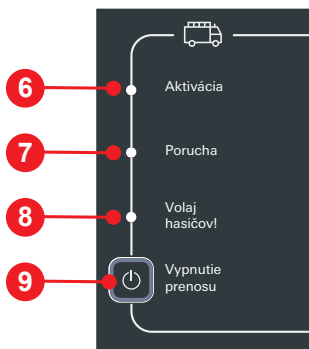 6
Aktivácia
7
Porucha
8
Volaj
hasičov!
9
Vypnutie
prenosu